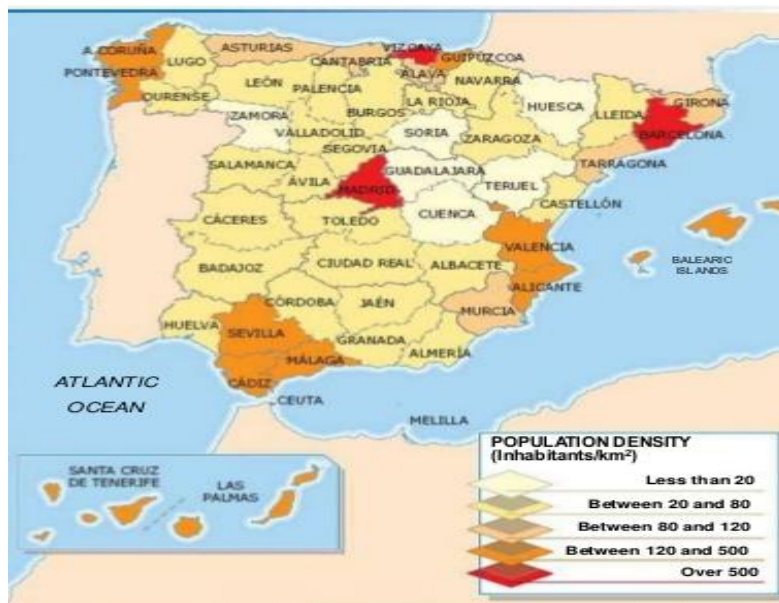 A. CORUÑA
LUGO
ASTURIAS
CANTABRIA
VIZCAYA
GUIPÚZCOA
PONTEVEDRA
OURENSE
LEÓN
PALENCIA
BURGOS
ALAVA
NAVARRA
LA RIOJA
HUESCA
LLEIDA
GIRONA
BARCELONA
ZAMORA
VALLADOLID
SORIA
ZARAGOZA
TARRAGONA
SEGOVIA
SALAMANCA
ÁVILA
MADRID
GUADALAJARA
TERUEL
CASTELLÓN
CÁCERES
TOLEDO
CUENCA
VALENCIA
BALEARIC
ISLANDS
BADAJOZ
CIUDAD REAL
ALBACETE
ALICANTE
MURCIA
HUELVA
SEVILLA
CÓRDOBA
JAÉN
GRANADA
ALMERÍA
MÁLAGA
CÁDIZ
CEUTA
MELILLA
ATLANTIC
OCEAN
SANTA CRUZ
DE TENERIFE
LAS
PALMAS
POPULATION DENSITY
(Inhabitants/km²)
Less than 20
Between 20 and 80
Between 80 and 120
Between 120 and 500
Over 500